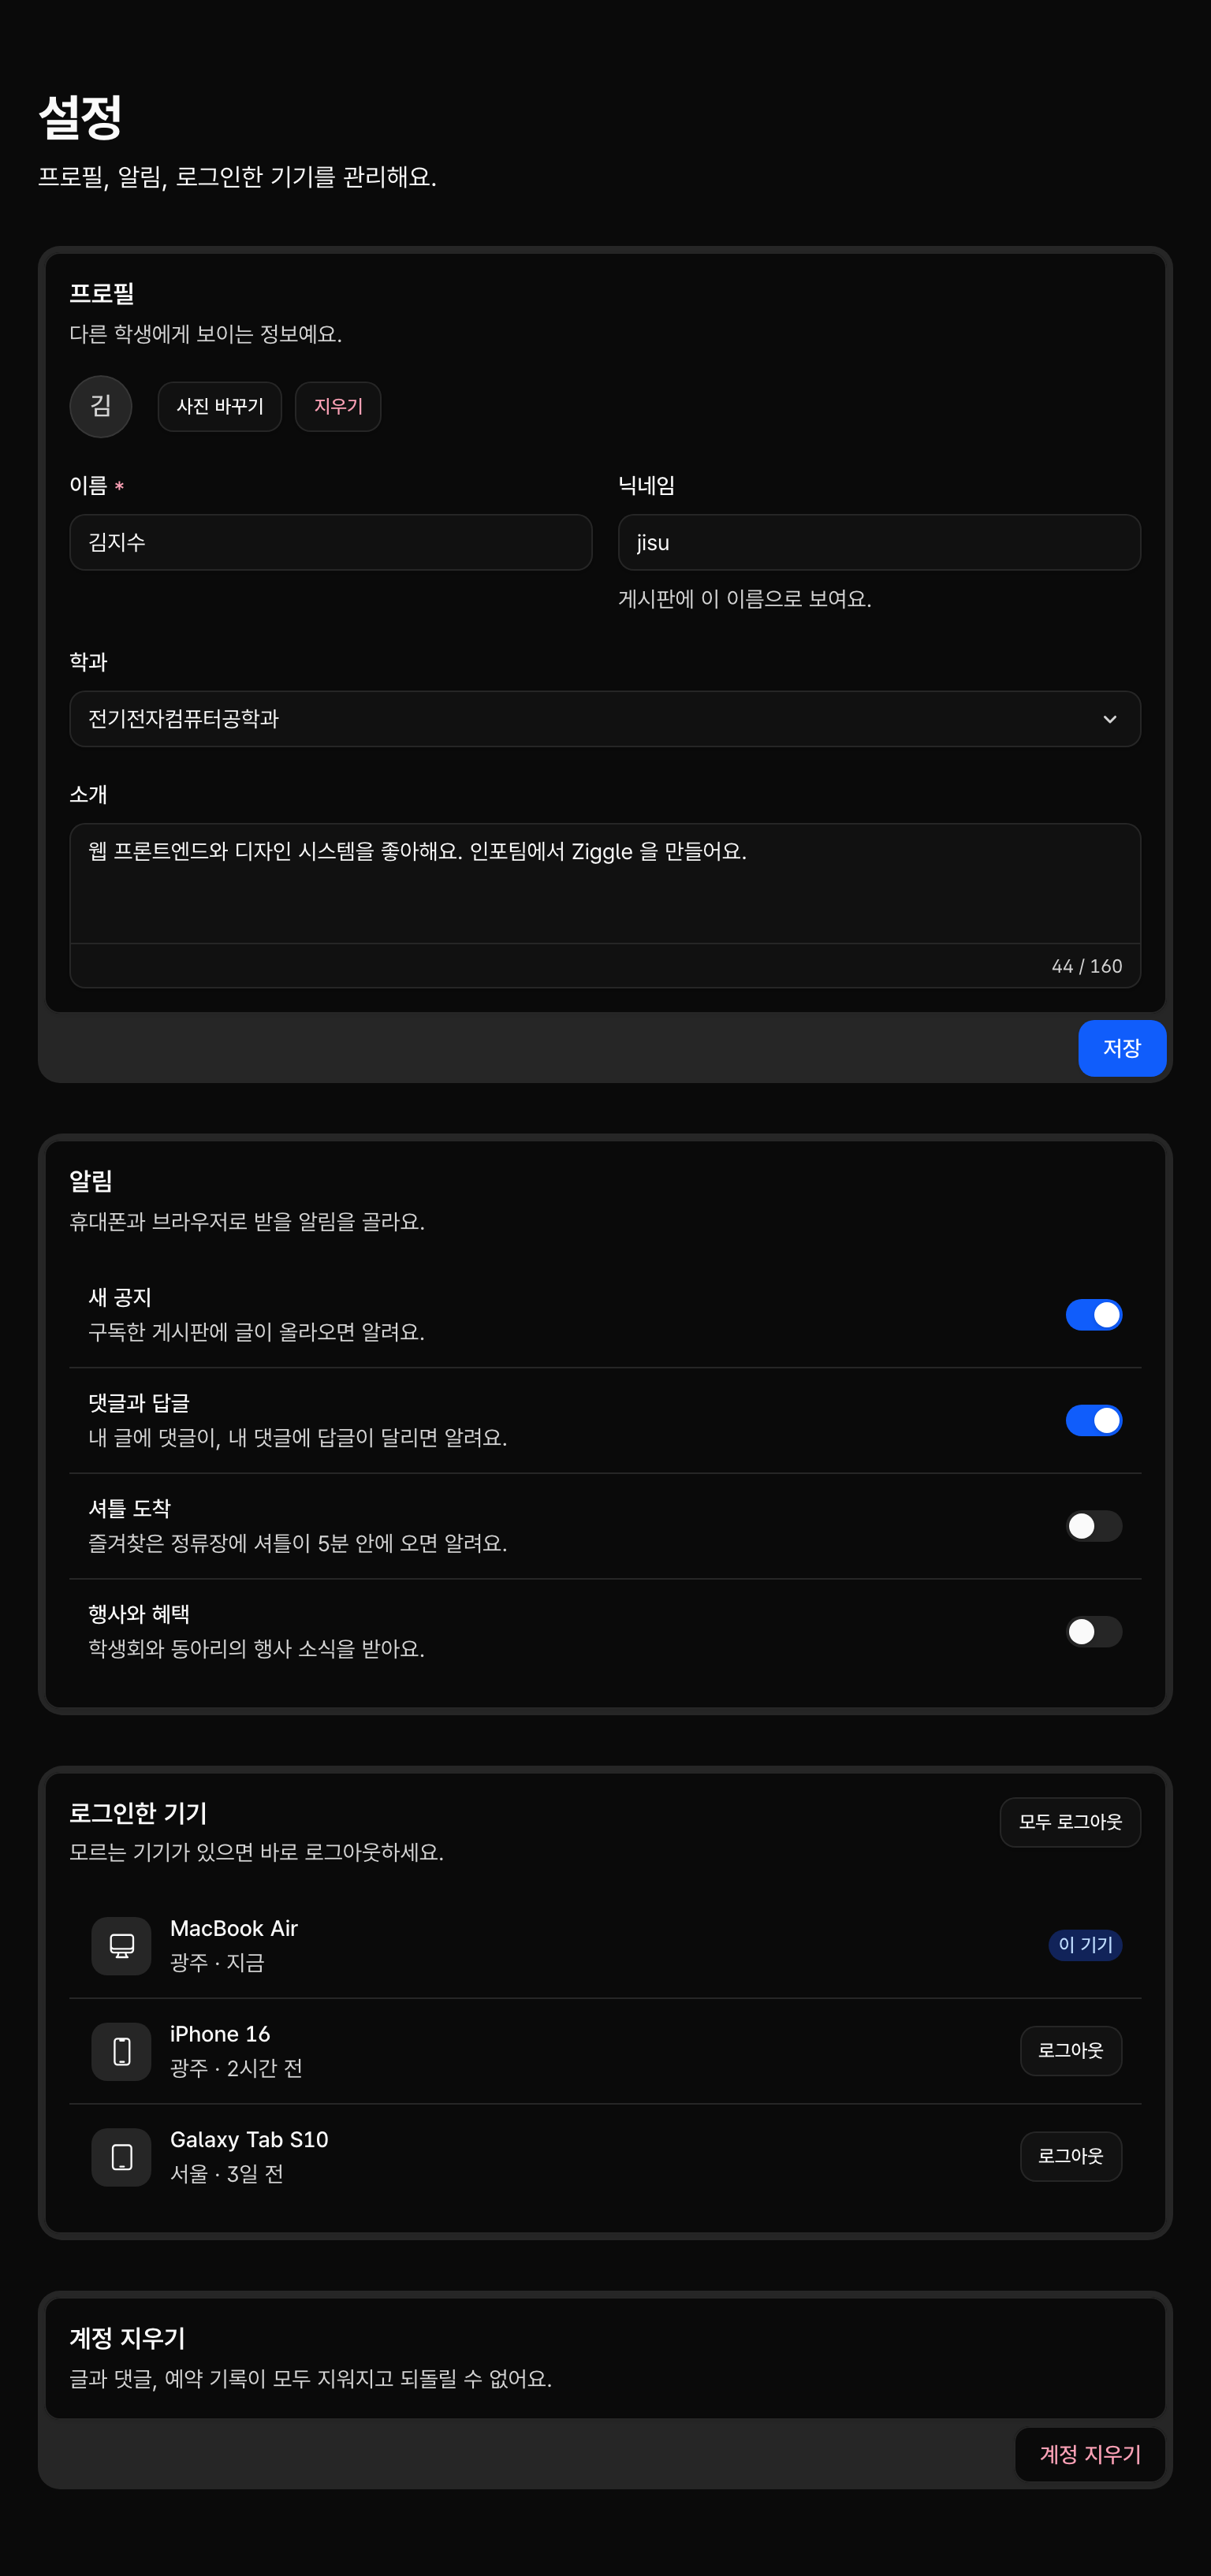 설정
프로필, 알림, 로그인한 기기를 관리해요.
프로필
다른 학생에게 보이는 정보예요.
김
사진 바꾸기
지우기
이름 *
닉네임
김지수
jisu
게시판에 이 이름으로 보여요.
학과
전기전자컴퓨터공학과
소개
웹 프론트엔드와 디자인 시스템을 좋아해요. 인포팀에서 Ziggle 을 만들어요.
44 / 160
저장
알림
휴대폰과 브라우저로 받을 알림을 골라요.
새 공지
구독한 게시판에 글이 올라오면 알려요.
댓글과 답글
내 글에 댓글이, 내 댓글에 답글이 달리면 알려요.
셔틀 도착
즐겨찾은 정류장에 셔틀이 5분 안에 오면 알려요.
행사와 혜택
학생회와 동아리의 행사 소식을 받아요.
로그인한 기기
모르는 기기가 있으면 바로 로그아웃하세요.
모두 로그아웃
MacBook Air
광주 · 지금
이 기기
iPhone 16
광주 · 2시간 전
로그아웃
Galaxy Tab S10
서울 · 3일 전
로그아웃
계정 지우기
글과 댓글, 예약 기록이 모두 지워지고 되돌릴 수 없어요.
계정 지우기